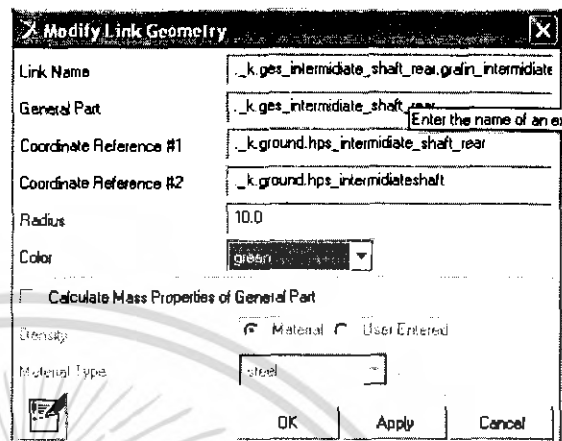 Modify Link Geometry
Link Name ._k.ges_intermidiate_shaft_rear.grafin_intermidiate
General Part ._k.ges_intermidiate_shaft_rear
Enter the name of an ex
Coordinate Reference #1 ._k.ground.hps_intermidiate_shaft_rear
Coordinate Reference #2 ._k.ground.hps_intermidiateshaft
Radius 10.0
Color green
Calculate Mass Properties of General Part
Density Material User Entered
Material Type steel
OK Apply Cancel